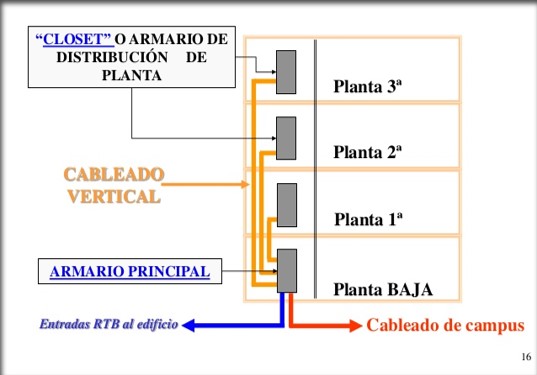 “CLOSET” O ARMARIO DE
DISTRIBUCIÓN DE
PLANTA
Planta 3ª
Planta 2ª
CABLEADO
VERTICAL
Planta 1ª
ARMARIO PRINCIPAL
Planta BAJA
Entradas RTB al edificio
Cableado de campus
16